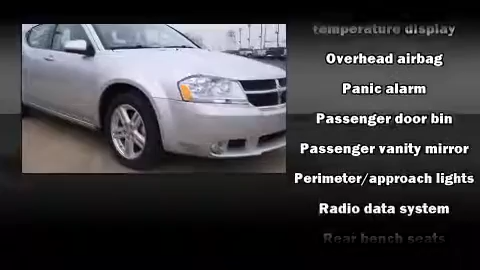 temperature display
Overhead airbag
Panic alarm
Passenger door bin
Passenger vanity mirror
Perimeter/approach lights
Radio data system
Rear bench seats